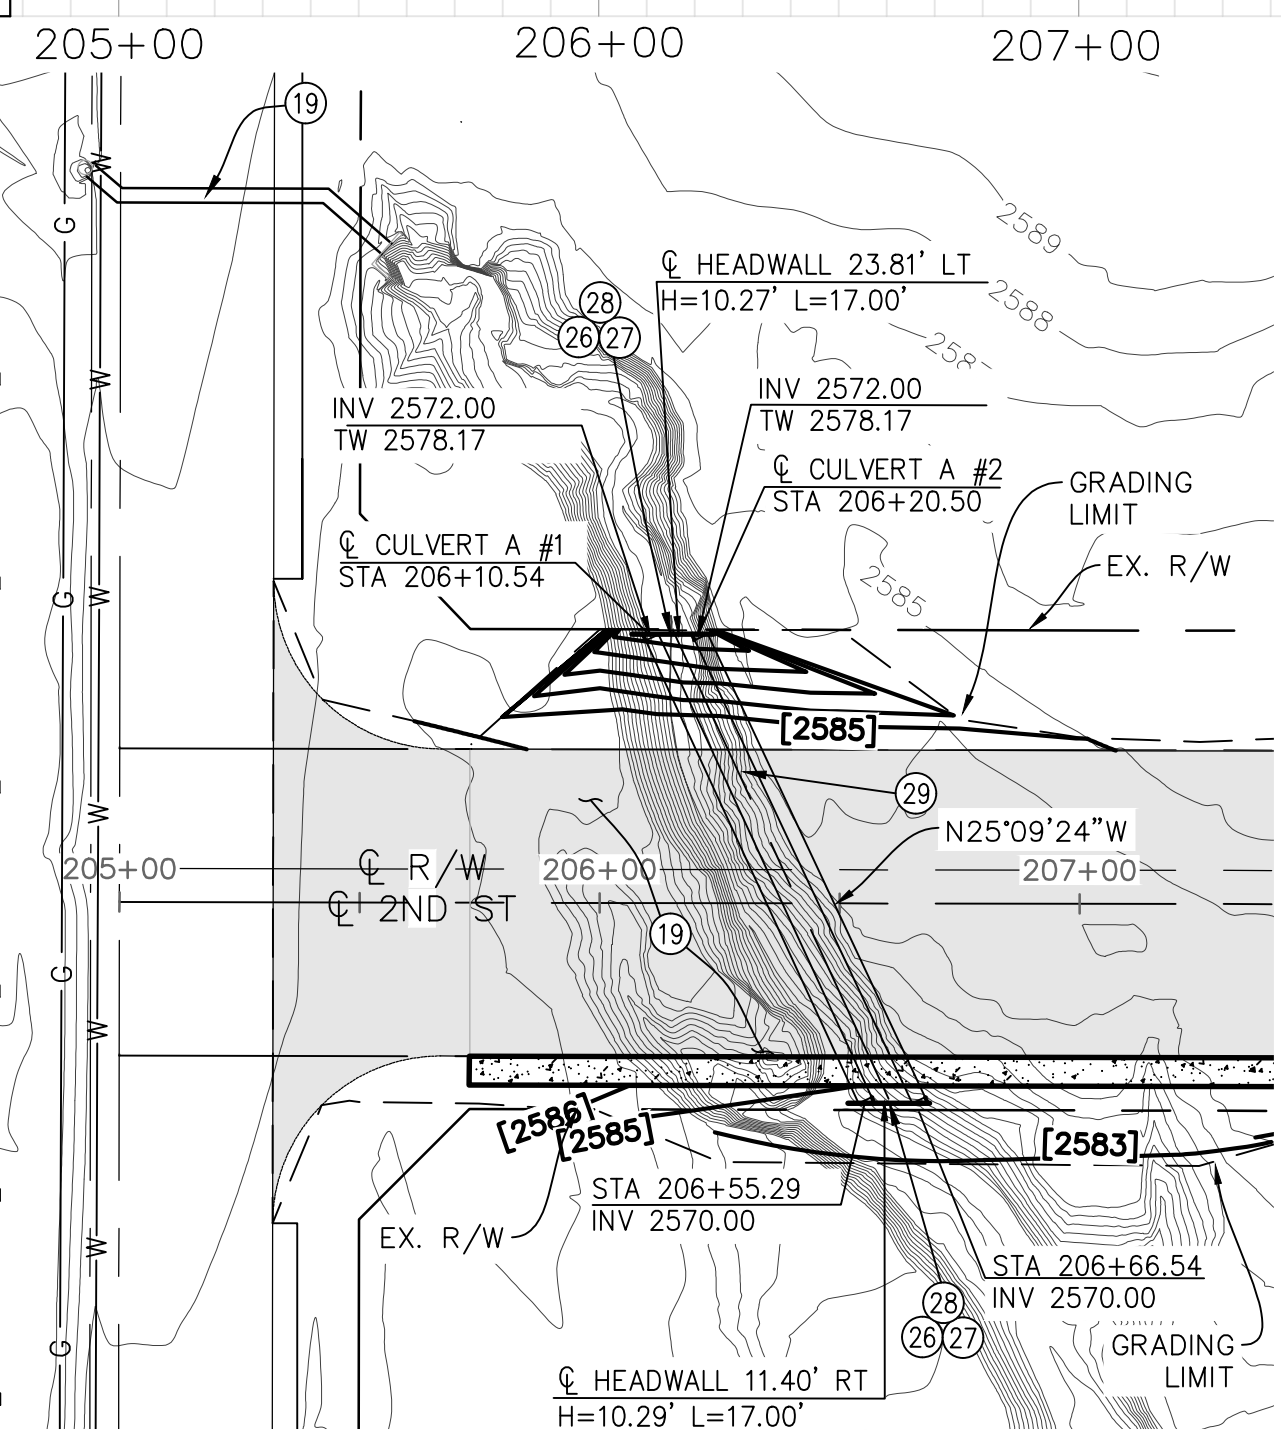 205+00 206+00 207+00
19
W
G
2589
℄ HEADWALL 23.81' LT
H=10.27' L=17.00'
28
26 27
2588
258
W
INV 2572.00
TW 2578.17
INV 2572.00
TW 2578.17
℄ CULVERT A #2
STA 206+20.50
GRADING
LIMIT
℄ CULVERT A #1
STA 206+10.54
EX. R/W
2585
G W
[2585]
29
W
N25°09'24"W
205+00 ℄ R/W 206+00 207+00
℄ 2ND ST
19
G
W
[2586]
[2585]
[2583]
STA 206+55.29
INV 2570.00
EX. R/W
W
STA 206+66.54
INV 2570.00
28
26 27
G
GRADING
LIMIT
℄ HEADWALL 11.40' RT
H=10.29' L=17.00'